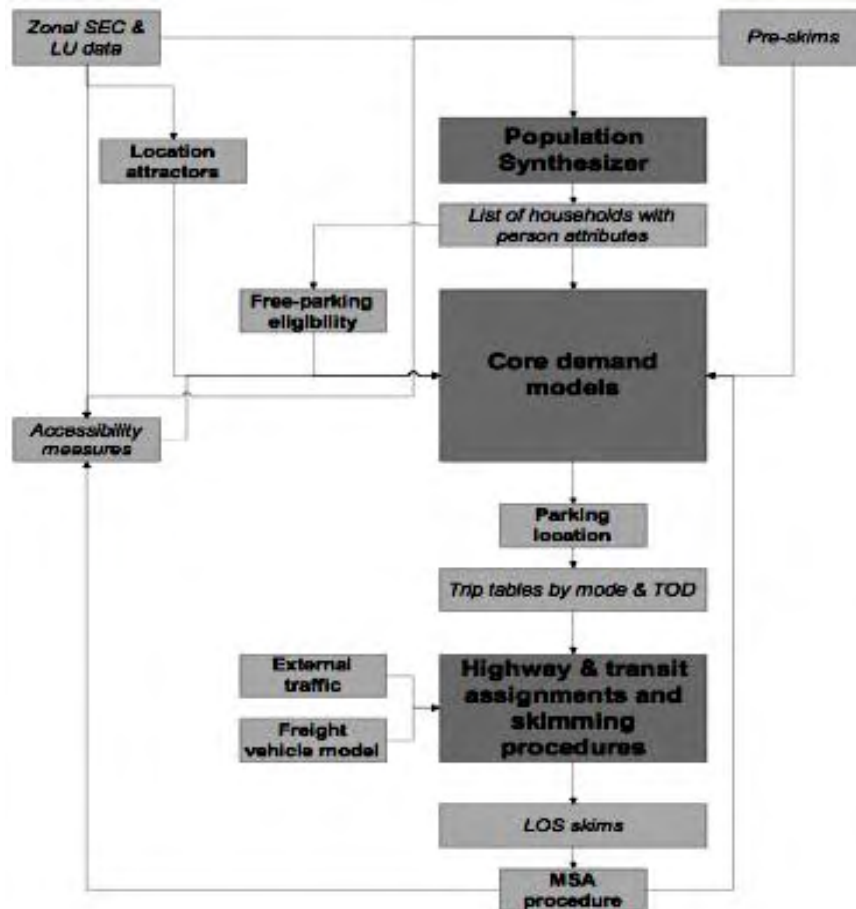 Zonal SEC &
LU data
Pre-skims
Location
attractors
Population
Synthesizer
List of households with
person attributes
Free-parking
eligibility
Core demand
models
Accessibility
measures
Parking
location
Trip tables by mode & TOD
External
traffic
Freight
vehicle model
Highway & transit
assignments and
skimming
procedures
LOS skims
MSA
procedure